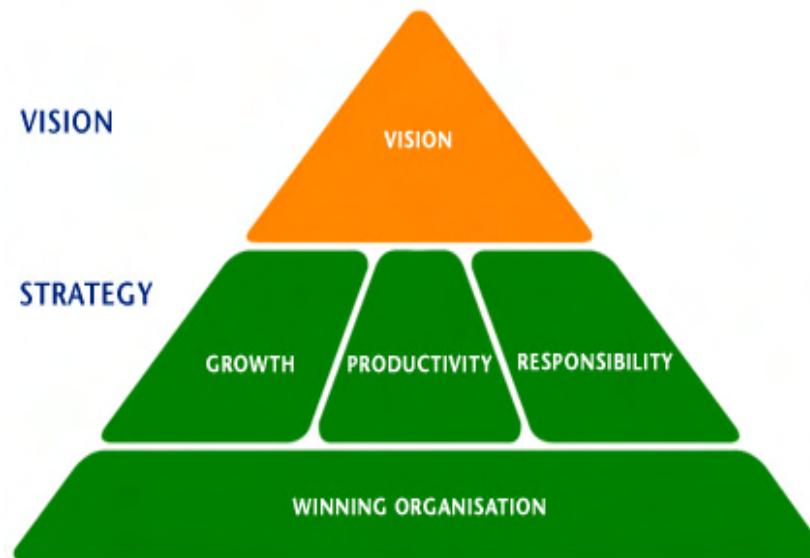 VISION
VISION
STRATEGY
GROWTH PRODUCTIVITY RESPONSIBILITY
WINNING ORGANISATION